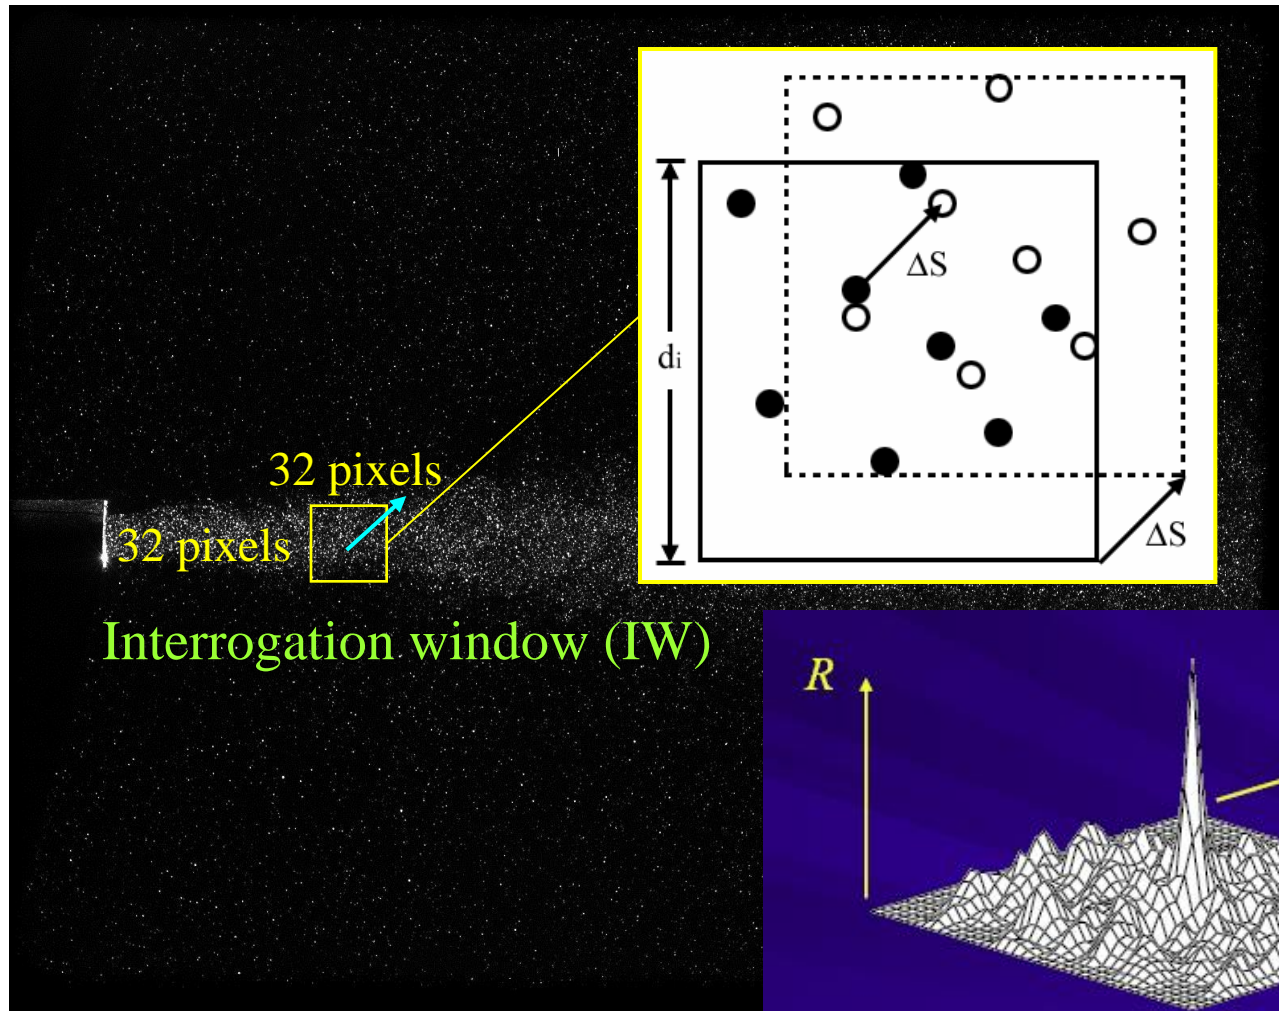 ΔS
di
ΔS
32 pixels
32 pixels
Interrogation window (IW)
R